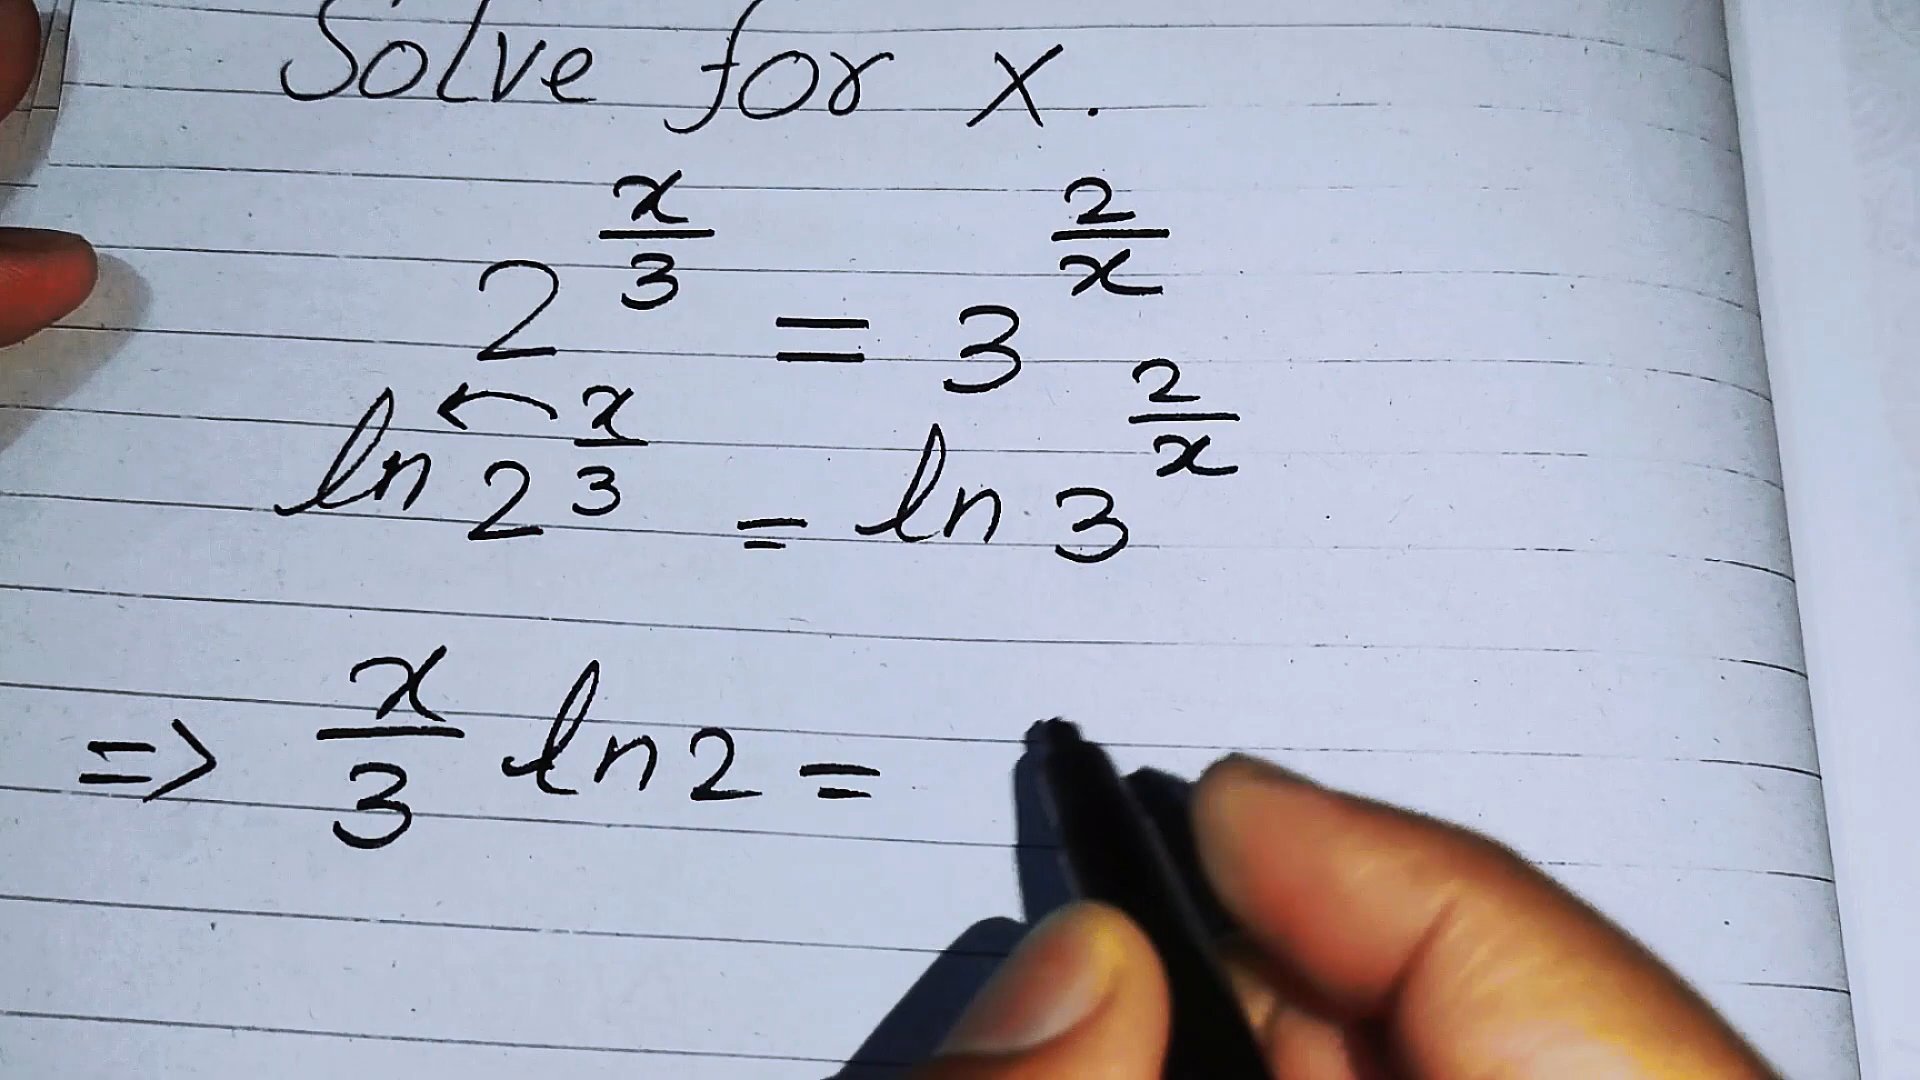 Solve for x.
2^(x/3) = 3^(2/x)
ln 2^(x/3) = ln 3^(2/x)
=> x/3 ln 2 =